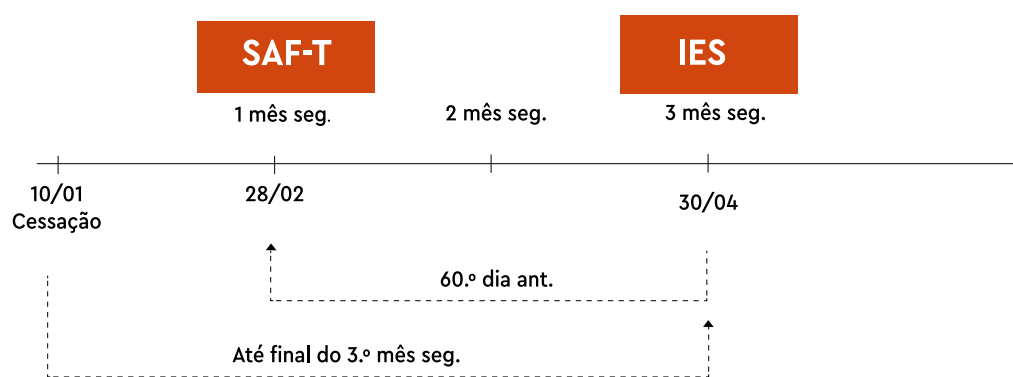 SAF-T
IES
1 mês seg.
2 mês seg.
3 mês seg.
10/01
Cessação
28/02
30/04
60.º dia ant.
Até final do 3.º mês seg.